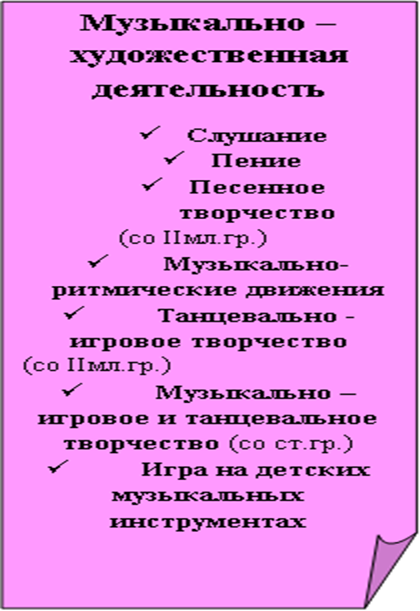 Музыкально –
художественная
деятельность
✓ Слушание
✓ Пение
✓ Песенное
творчество
(со IIмл.гр.)
✓ Музыкально-
ритмические движения
✓ Танцевально -
игровое творчество
(со IIмл.гр.)
✓ Музыкально –
игровое и танцевальное
творчество (со ст.гр.)
✓ Игра на детских
музыкальных
инструментах